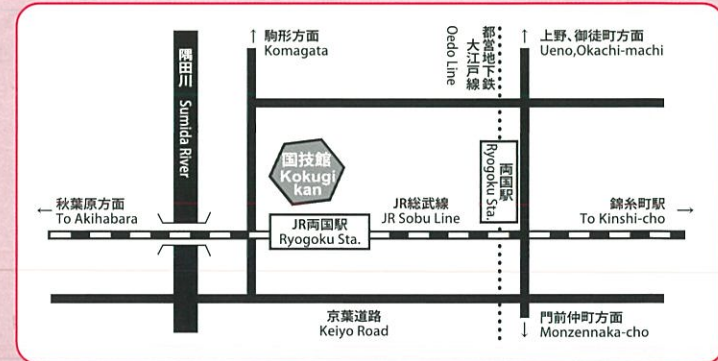 ↑ 駒形方面
Komagata
都営地下鉄
大江戸線
Oedo Line
↑ 上野、御徒町方面
Ueno,Okachi-machi
隅田川
Sumida River
国技館
Kokugi
kan
両国駅
Ryogoku Sta.
秋葉原方面
← To Akihabara
JR両国駅
Ryogoku Sta.
JR総武線
JR Sobu Line
錦糸町駅
To Kinshi-cho →
京葉道路
Keiyo Road
門前仲町方面
↓ Monzennaka-cho